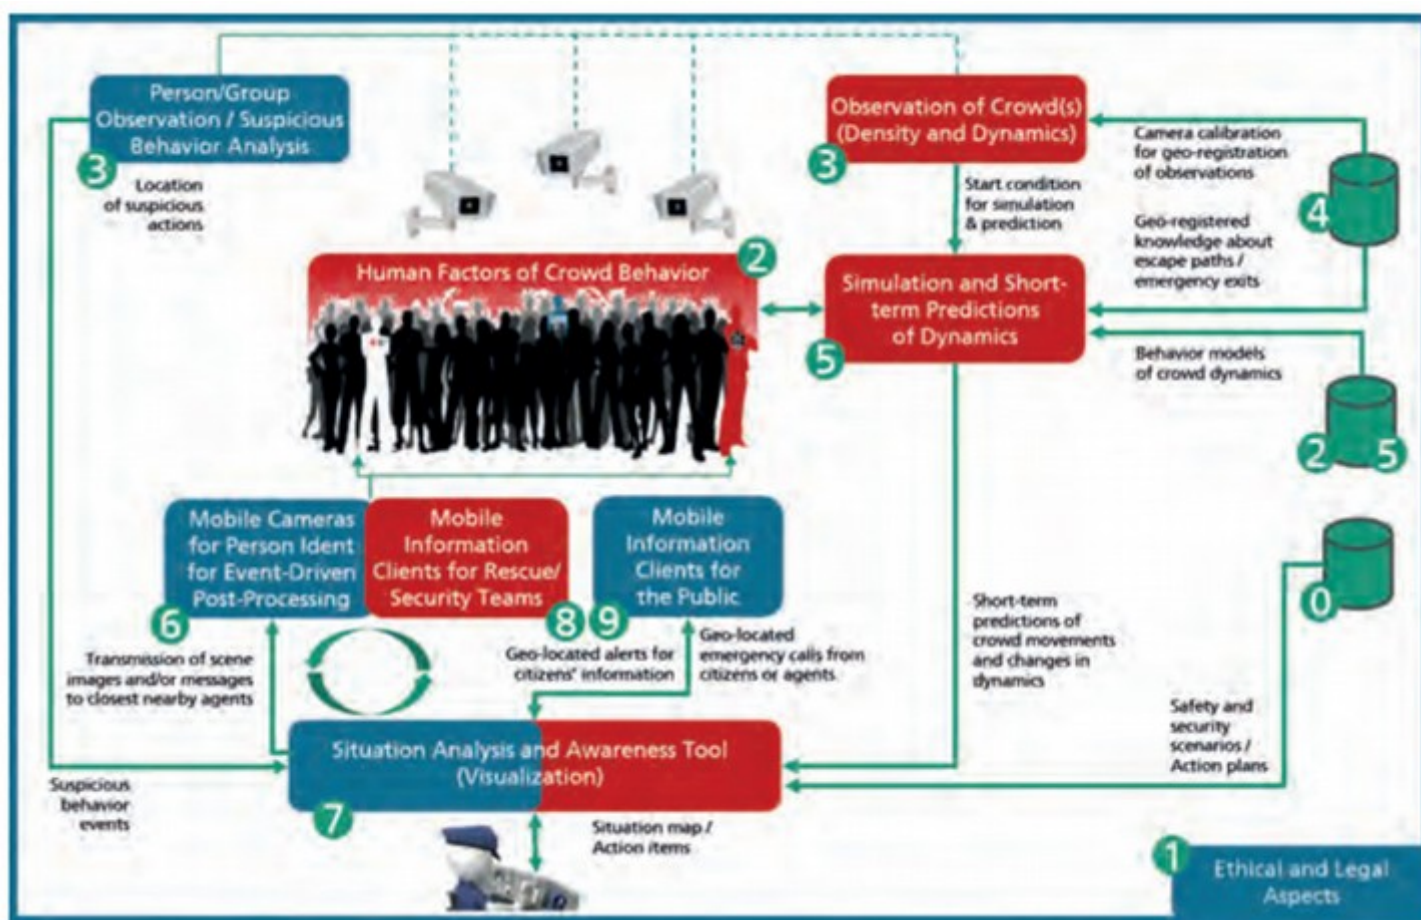 Person/Group
Observation / Suspicious
Behavior Analysis
3
Location
of suspicious
actions
Observation of Crowd(s)
(Density and Dynamics)
3
Camera calibration
for geo-registration
of observations
4
Start condition
for simulation
& prediction
Geo-registered
knowledge about
escape paths /
emergency exits
Human Factors of Crowd Behavior
2
Simulation and Short-
term Predictions
of Dynamics
5
Behavior models
of crowd dynamics
2 5
Mobile Cameras
for Person Ident
for Event-Driven
Post-Processing
6
Mobile
Information
Clients for Rescue/
Security Teams
8
Mobile
Information
Clients for
the Public
9
0
Transmission of scene
images and/or messages
to closest nearby agents
Geo-located alerts for
citizens' information
Geo-located
emergency calls from
citizens or agents
Short-term
predictions of
crowd movements
and changes in
dynamics
Safety and
security
scenarios /
Action plans
Situation Analysis and Awareness Tool
(Visualization)
7
Suspicious
behavior
events
Situation map /
Action items
1
Ethical and Legal
Aspects